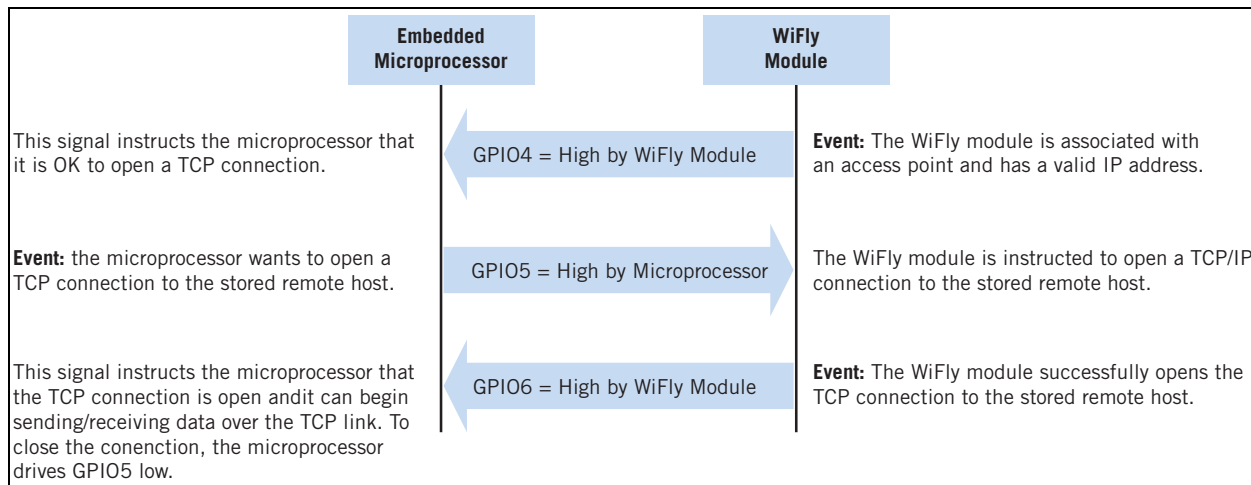 Embedded
Microprocessor
WiFly
Module
This signal instructs the microprocessor that
it is OK to open a TCP connection.
GPIO4 = High by WiFly Module
Event: The WiFly module is associated with
an access point and has a valid IP address.
Event: the microprocessor wants to open a
TCP connection to the stored remote host.
GPIO5 = High by Microprocessor
The WiFly module is instructed to open a TCP/IP
connection to the stored remote host.
This signal instructs the microprocessor that
the TCP connection is open andit can begin
sending/receiving data over the TCP link. To
close the conenction, the microprocessor
drives GPIO5 low.
GPIO6 = High by WiFly Module
Event: The WiFly module successfully opens the
TCP connection to the stored remote host.